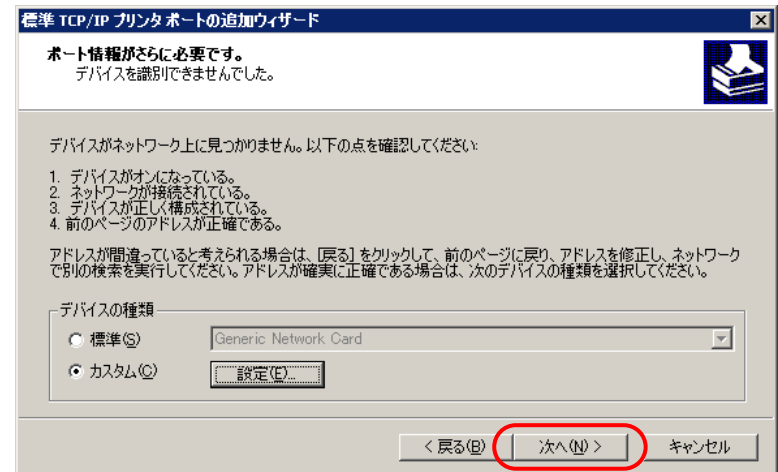 標準 TCP/IP プリンタ ポートの追加ウィザード
ポート情報がさらに必要です。
デバイスを識別できませんでした。
デバイスがネットワーク上に見つかりません。以下の点を確認してください:
1. デバイスがオンになっている。
2. ネットワークが接続されている。
3. デバイスが正しく構成されている。
4. 前のページのアドレスが正確である。
アドレスが間違っていると考えられる場合は、[戻る] をクリックして、前のページに戻り、アドレスを修正し、ネットワーク
で別の検索を実行してください。アドレスが確実に正確である場合は、次のデバイスの種類を選択してください。
デバイスの種類
標準(S) Generic Network Card
カスタム(C) 設定(E)...
< 戻る(B) 次へ(N) > キャンセル